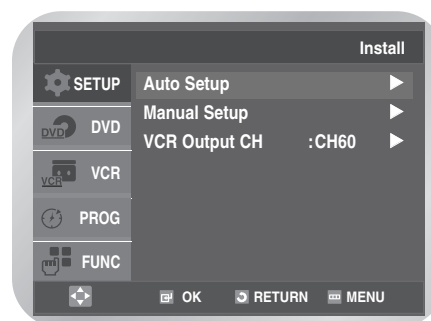 Install
SETUP
Auto Setup
Manual Setup
DVD DVD
VCR Output CH :CH60
VCR VCR
PROG
FUNC
OK RETURN MENU